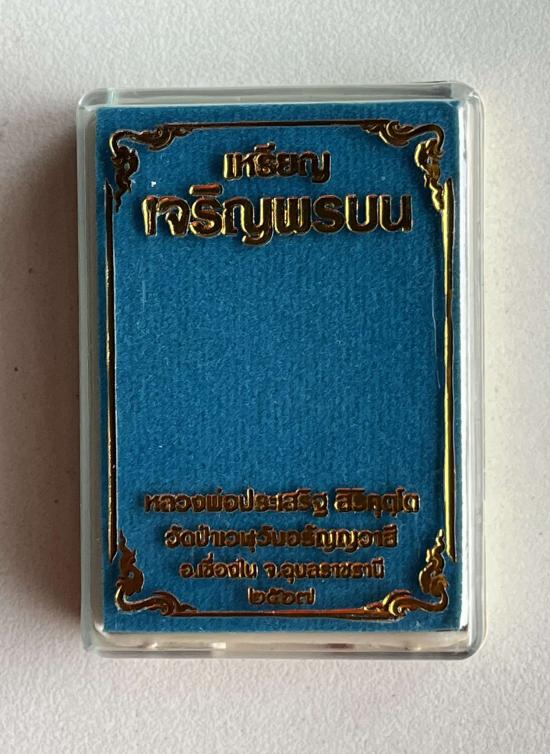 เหรียญ
เจริญพรบน
หลวงพ่อประเสริฐ สิริคุตฺโต
วัดป่าเวฬุวันอรัญญวาสี
อ.เขื่องใน จ.อุบลราชธานี
๒๕๖๗